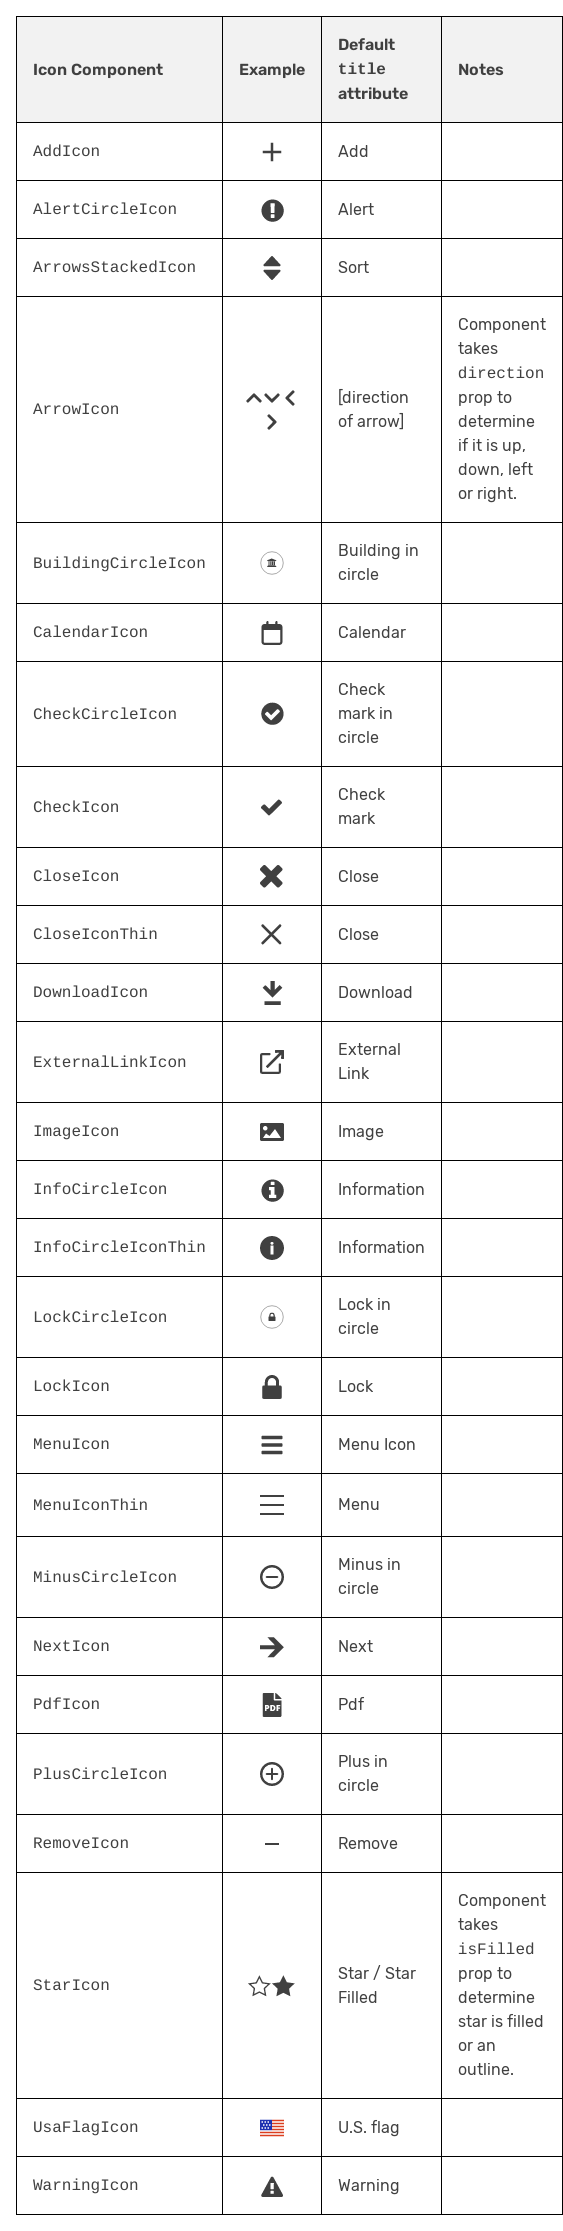 Icon Component
Example
Default
title
attribute
Notes
AddIcon
Add
AlertCircleIcon
Alert
ArrowsStackedIcon
Sort
ArrowIcon
[direction
of arrow]
Component
takes
direction
prop to
determine
if it is up,
down, left
or right.
BuildingCircleIcon
Building in
circle
CalendarIcon
Calendar
CheckCircleIcon
Check
mark in
circle
CheckIcon
Check
mark
CloseIcon
Close
CloseIconThin
Close
DownloadIcon
Download
ExternalLinkIcon
External
Link
ImageIcon
Image
InfoCircleIcon
Information
InfoCircleIconThin
Information
LockCircleIcon
Lock in
circle
LockIcon
Lock
MenuIcon
Menu Icon
MenuIconThin
Menu
MinusCircleIcon
Minus in
circle
NextIcon
Next
PdfIcon
PDF
Pdf
PlusCircleIcon
Plus in
circle
RemoveIcon
Remove
StarIcon
Star / Star
Filled
Component
takes
isFilled
prop to
determine
star is filled
or an
outline.
UsaFlagIcon
U.S. flag
WarningIcon
Warning